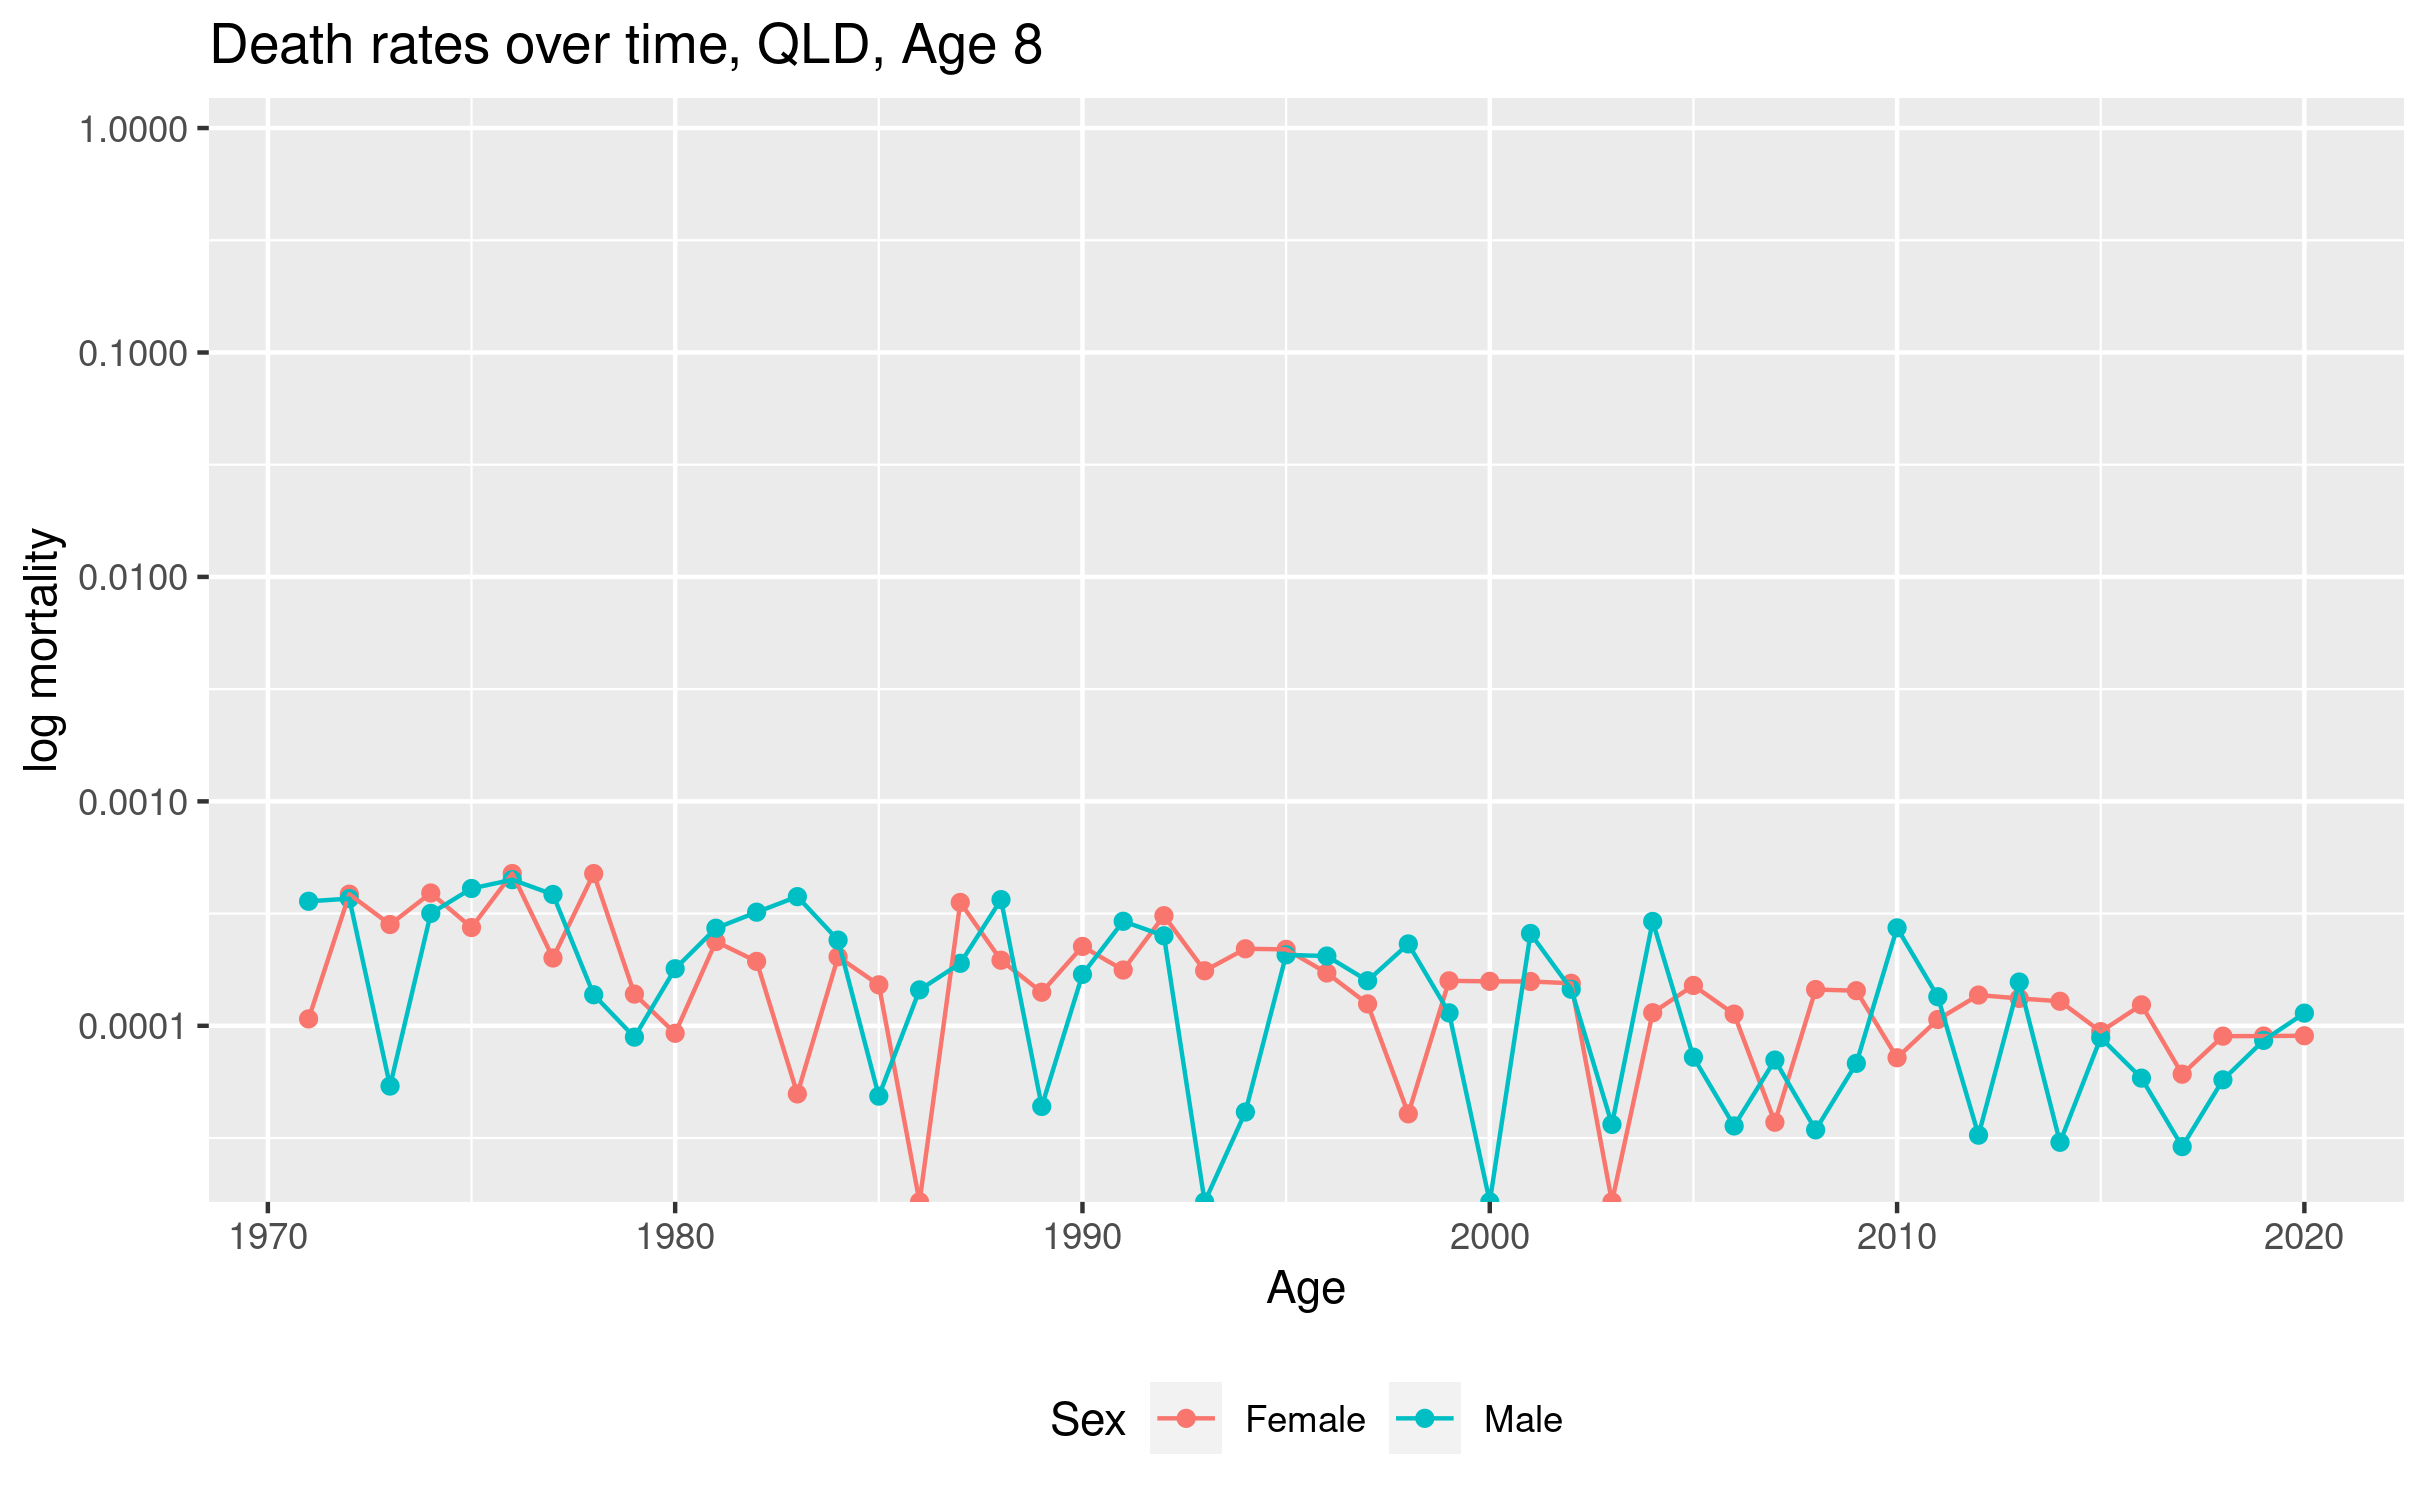 Death rates over time, QLD, Age 8
log mortality
1.0000
0.1000
0.0100
0.0010
0.0001
1970 1980 1990 2000 2010 2020
Age
Sex Female Male